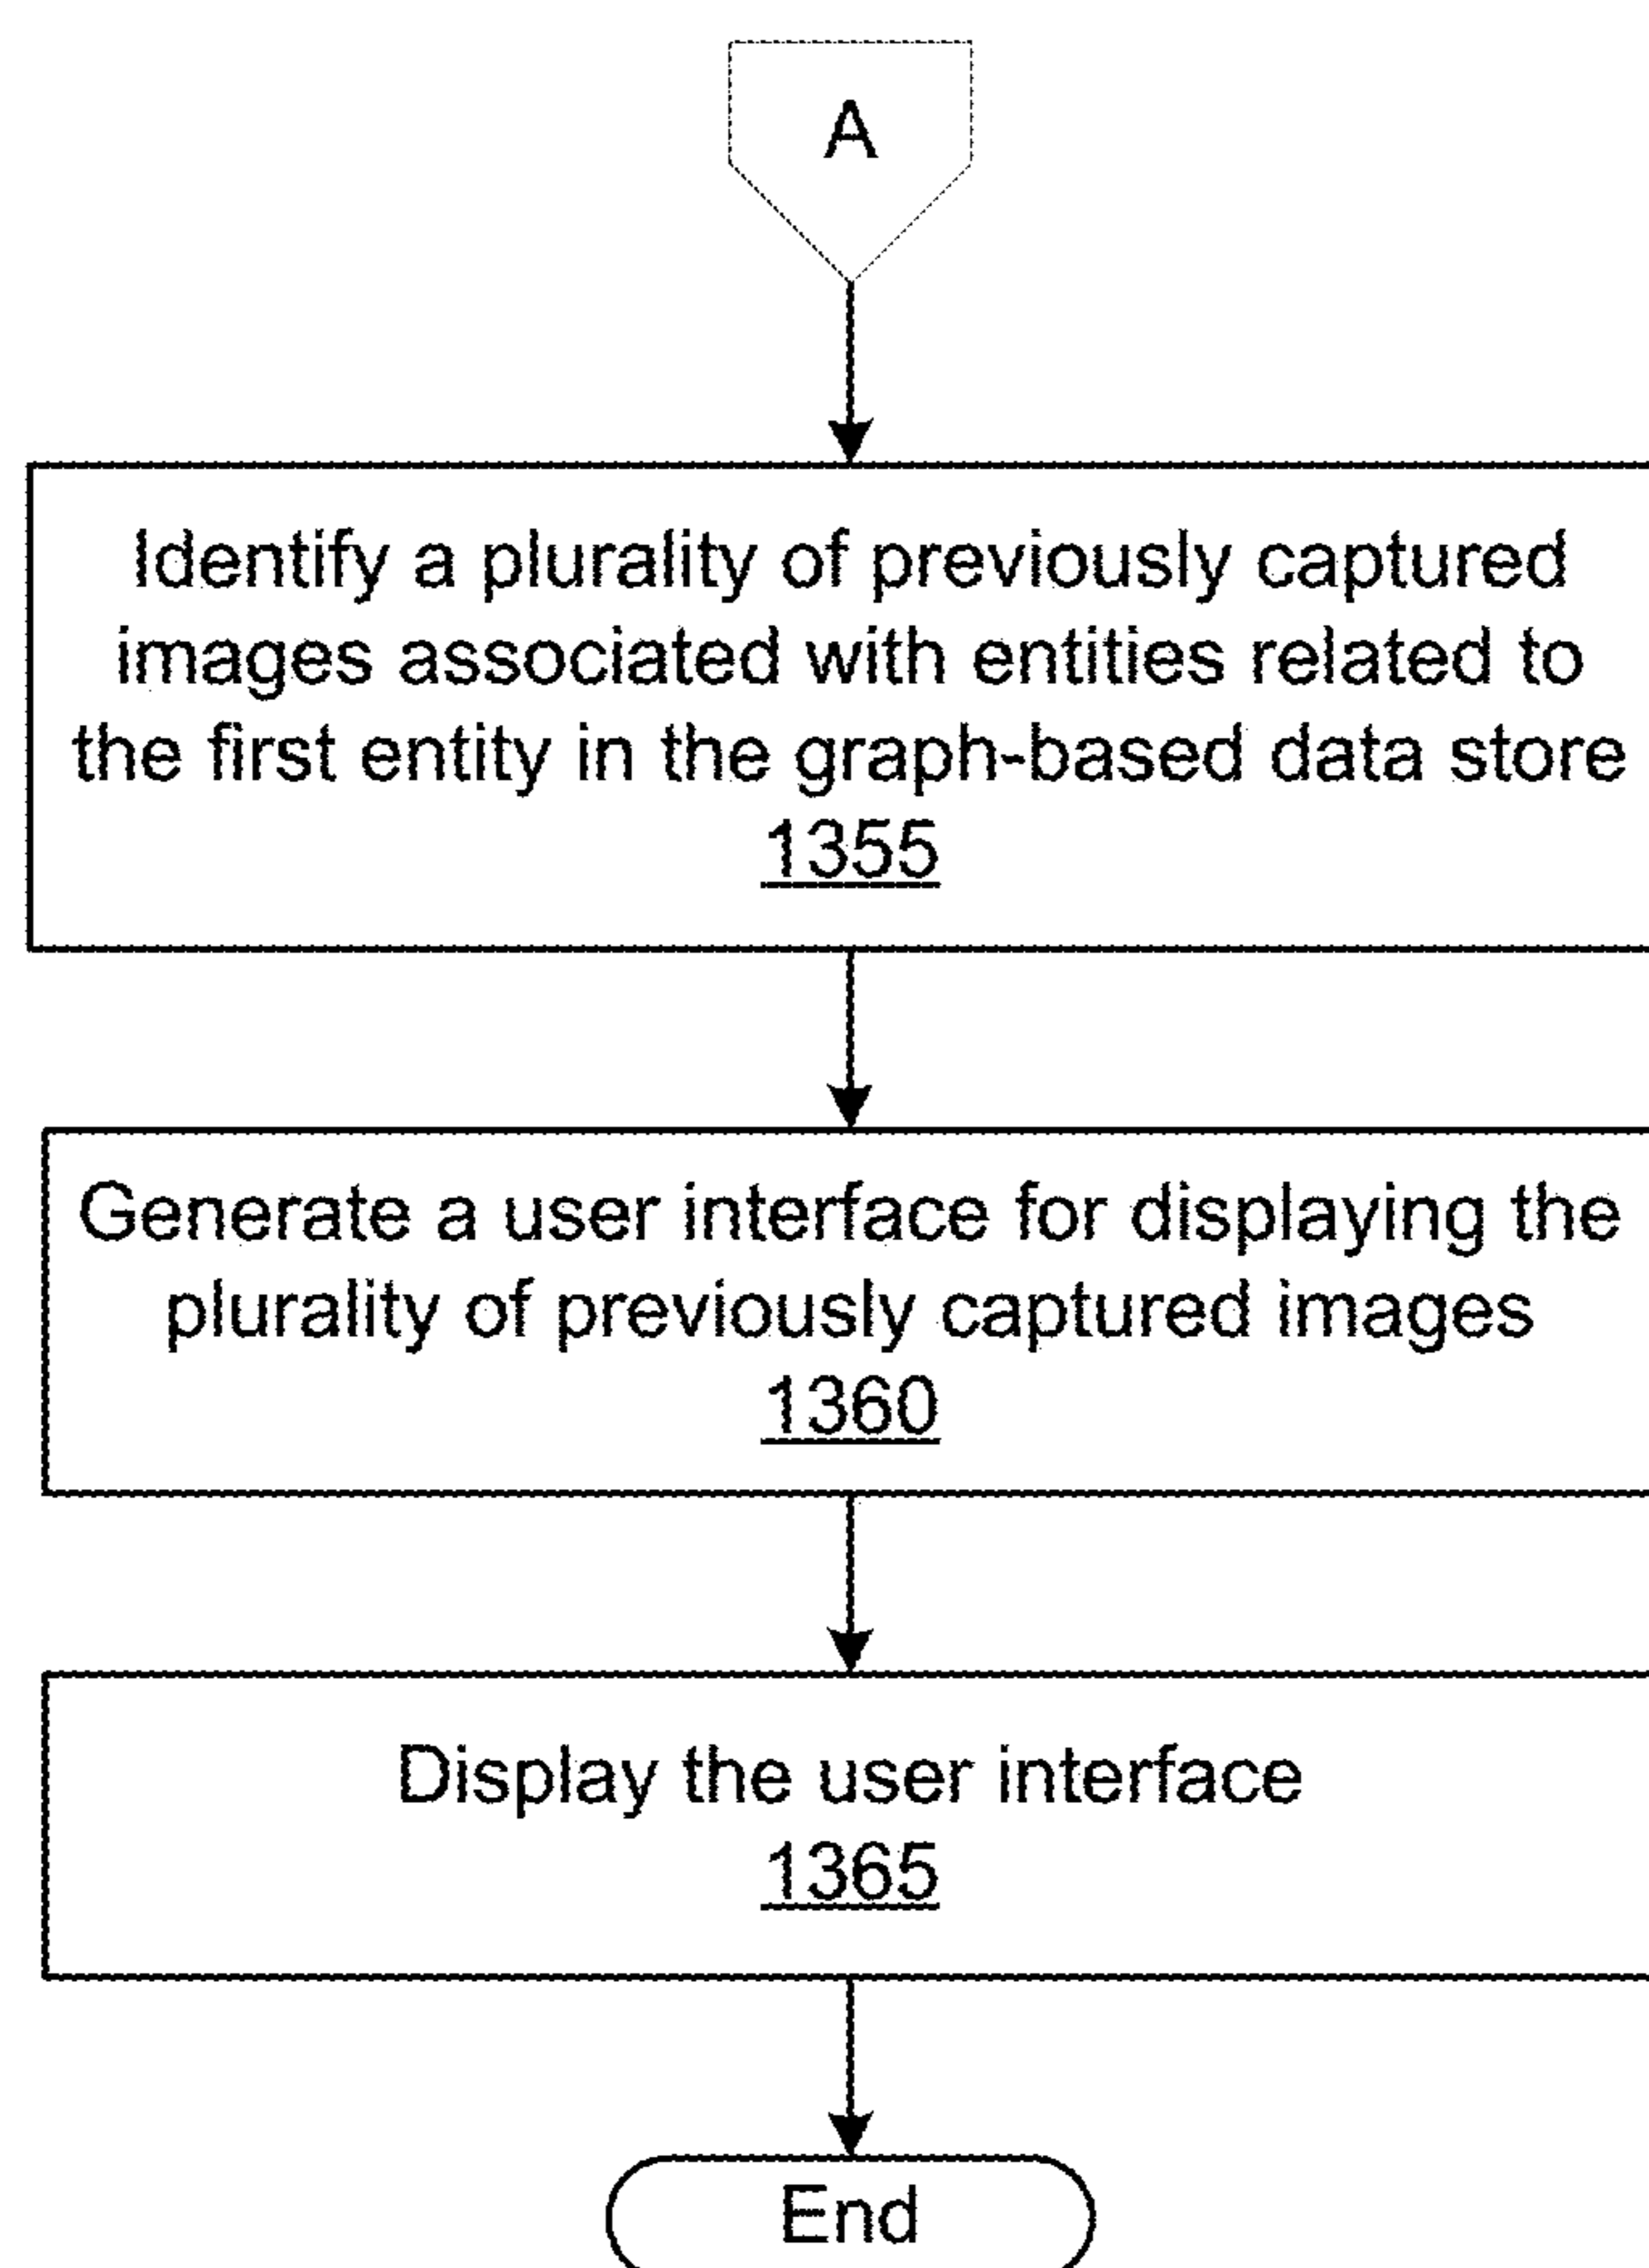 A
Identify a plurality of previously captured
images associated with entities related to
the first entity in the graph-based data store
1355
Generate a user interface for displaying the
plurality of previously captured images
1360
Display the user interface
1365
End